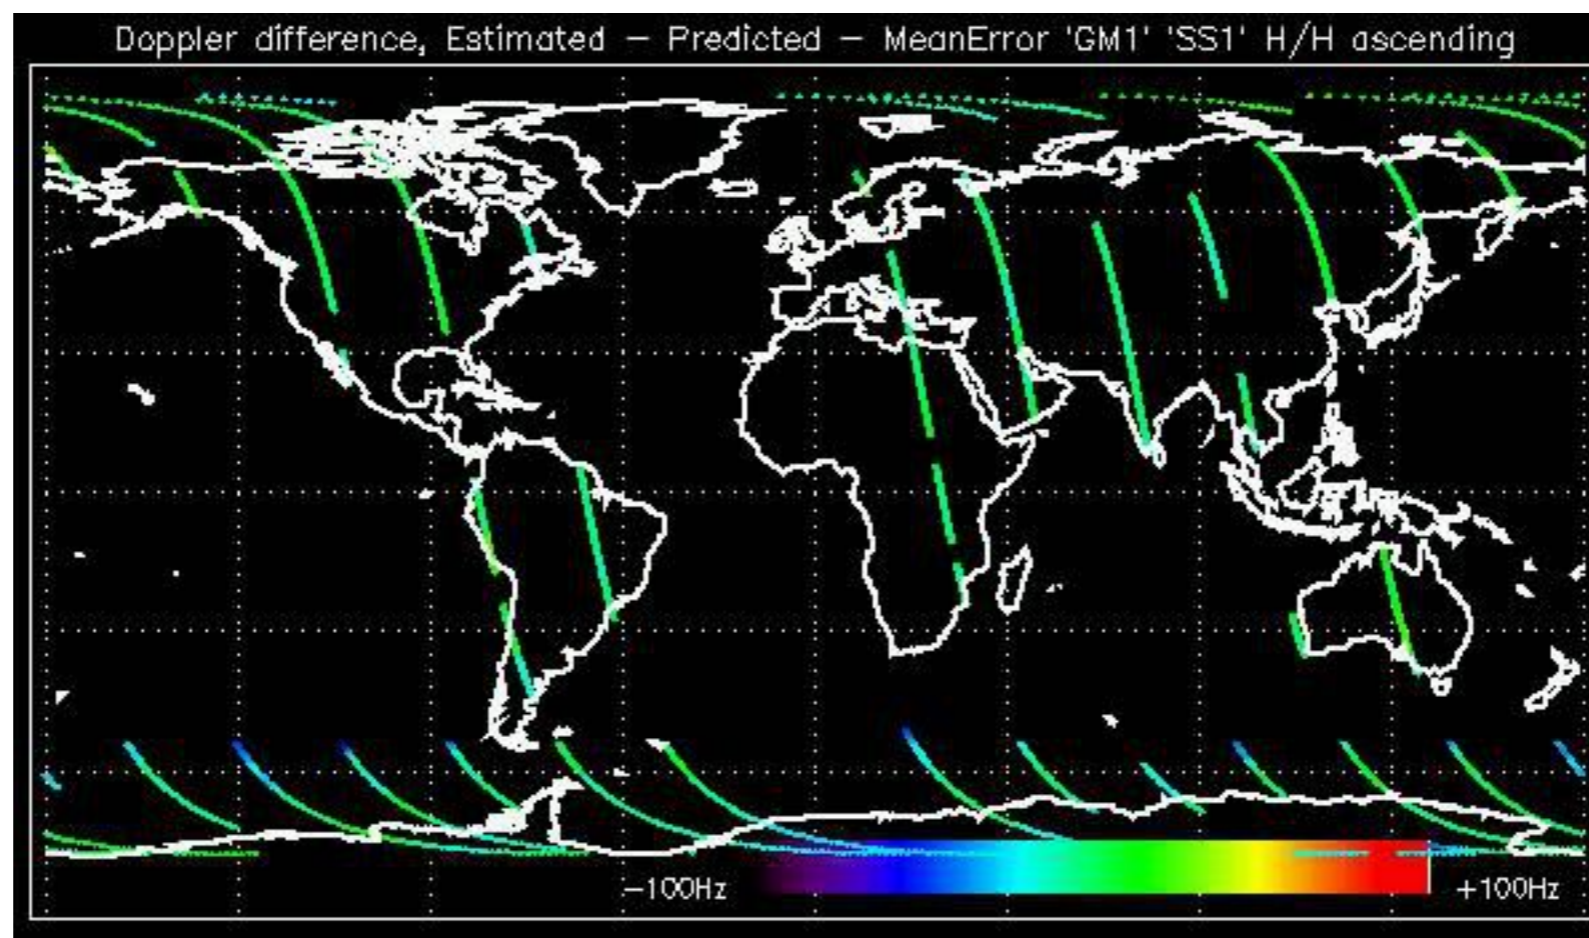 Doppler difference, Estimated – Predicted – MeanError 'GM1' 'SS1' H/H ascending
–100Hz
+100Hz